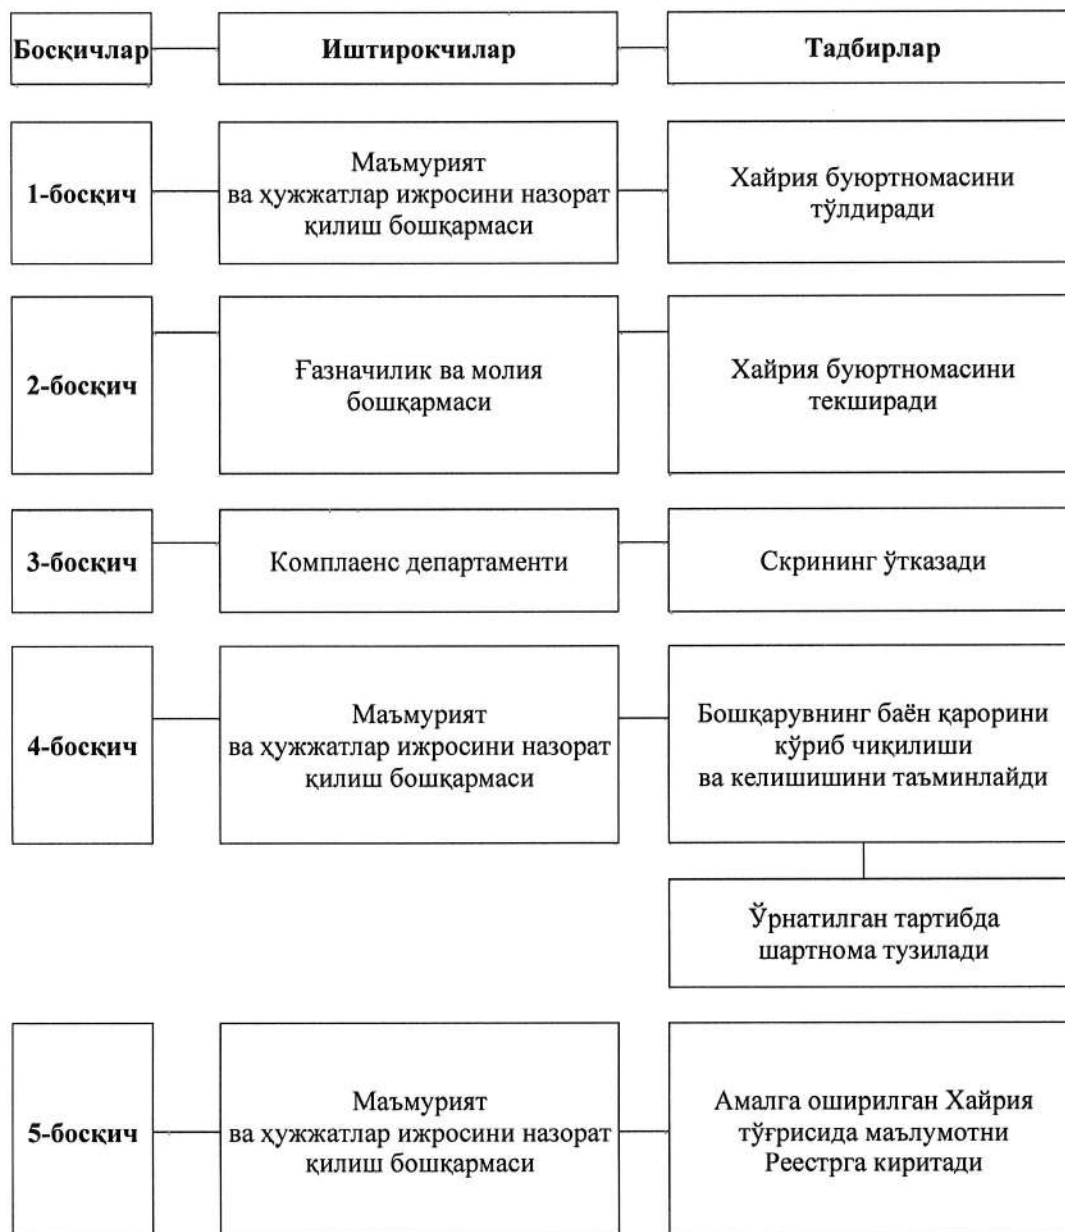 Босқичлар
Иштирокчилар
Тадбирлар
1-босқич
Маъмурият
ва ҳужжатлар ижросини назорат
қилиш бошқармаси
Хайрия буюртномасини
тўлдиради
2-босқич
Ғазначилик ва молия
бошқармаси
Хайрия буюртномасини
текширади
3-босқич
Комплаенс департаменти
Скрининг ўтказади
4-босқич
Маъмурият
ва ҳужжатлар ижросини назорат
қилиш бошқармаси
Бошқарувнинг баён қарорини
кўриб чиқилиши
ва келишишини таъминлайди
Ўрнатилган тартибда
шартнома тузилади
5-босқич
Маъмурият
ва ҳужжатлар ижросини назорат
қилиш бошқармаси
Амалга оширилган Хайрия
тўғрисида маълумотни
Реестрга киритади